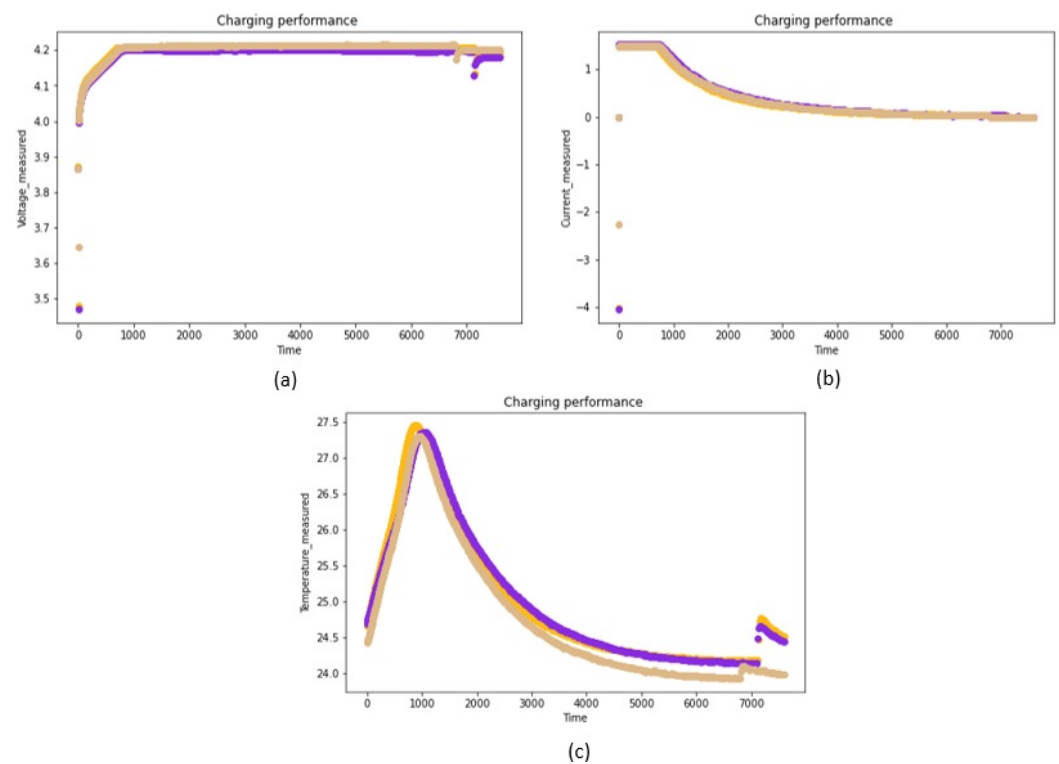 Charging performance
Voltage_measured
4.2
4.1
4.0
3.9
3.8
3.7
3.6
3.5
0 1000 2000 3000 4000 5000 6000 7000
Time
(a)
Charging performance
Current_measured
1
0
−1
−2
−3
−4
0 1000 2000 3000 4000 5000 6000 7000
Time
(b)
Charging performance
Temperature_measured
27.5
27.0
26.5
26.0
25.5
25.0
24.5
24.0
0 1000 2000 3000 4000 5000 6000 7000
Time
(c)